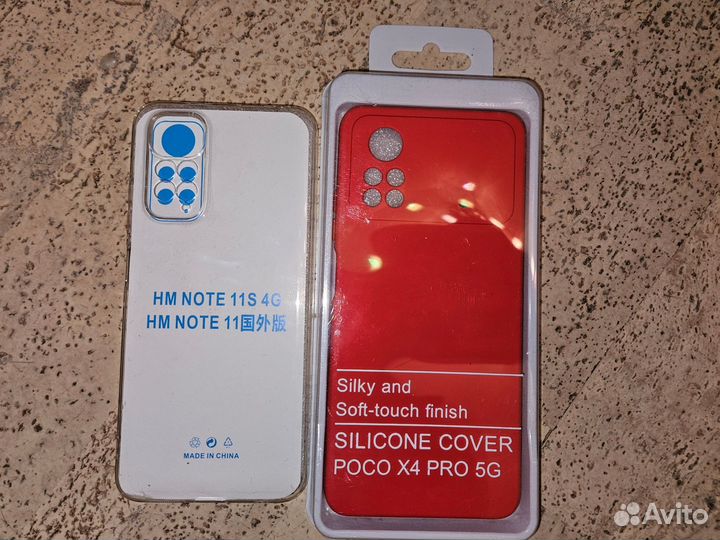 HM NOTE 11S 4G
HM NOTE 11国外版
MADE IN CHINA
Silky and
Soft-touch finish
SILICONE COVER
POCO X4 PRO 5G
Avito